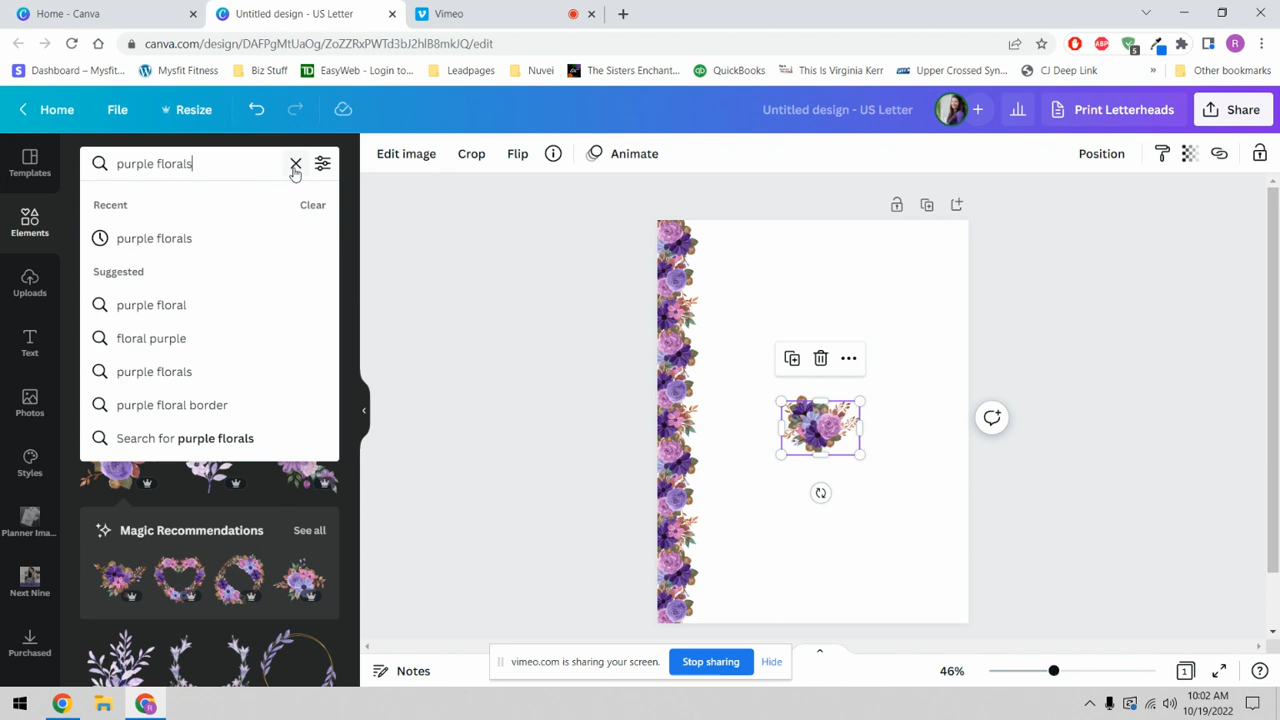 Home - Canva
Untitled design - US Letter
Vimeo
canva.com/design/DAFPgMtUaOg/ZoZZRxPWTd3bJ2hlB8mkJQ/edit
ABP
5
R
Dashboard – Mysfit...
Mysfit Fitness
Biz Stuff
TD
EasyWeb - Login to...
Leadpages
Nuvei
The Sisters Enchant...
QuickBooks
This Is Virginia Kerr
Upper Crossed Syn...
CJ Deep Link
»
Other bookmarks
Home
File
Resize
Untitled design - US Letter
Print Letterheads
Share
purple florals
Edit image
Crop
Flip
Animate
Position
Templates
Recent
Clear
Elements
purple florals
Suggested
Uploads
purple floral
floral purple
Text
purple florals
Photos
purple floral border
Search for purple florals
Styles
Planner Ima...
Magic Recommendations
See all
Next Nine
Purchased
Notes
vimeo.com is sharing your screen.
Stop sharing
Hide
46%
1
10:02 AM
10/19/2022